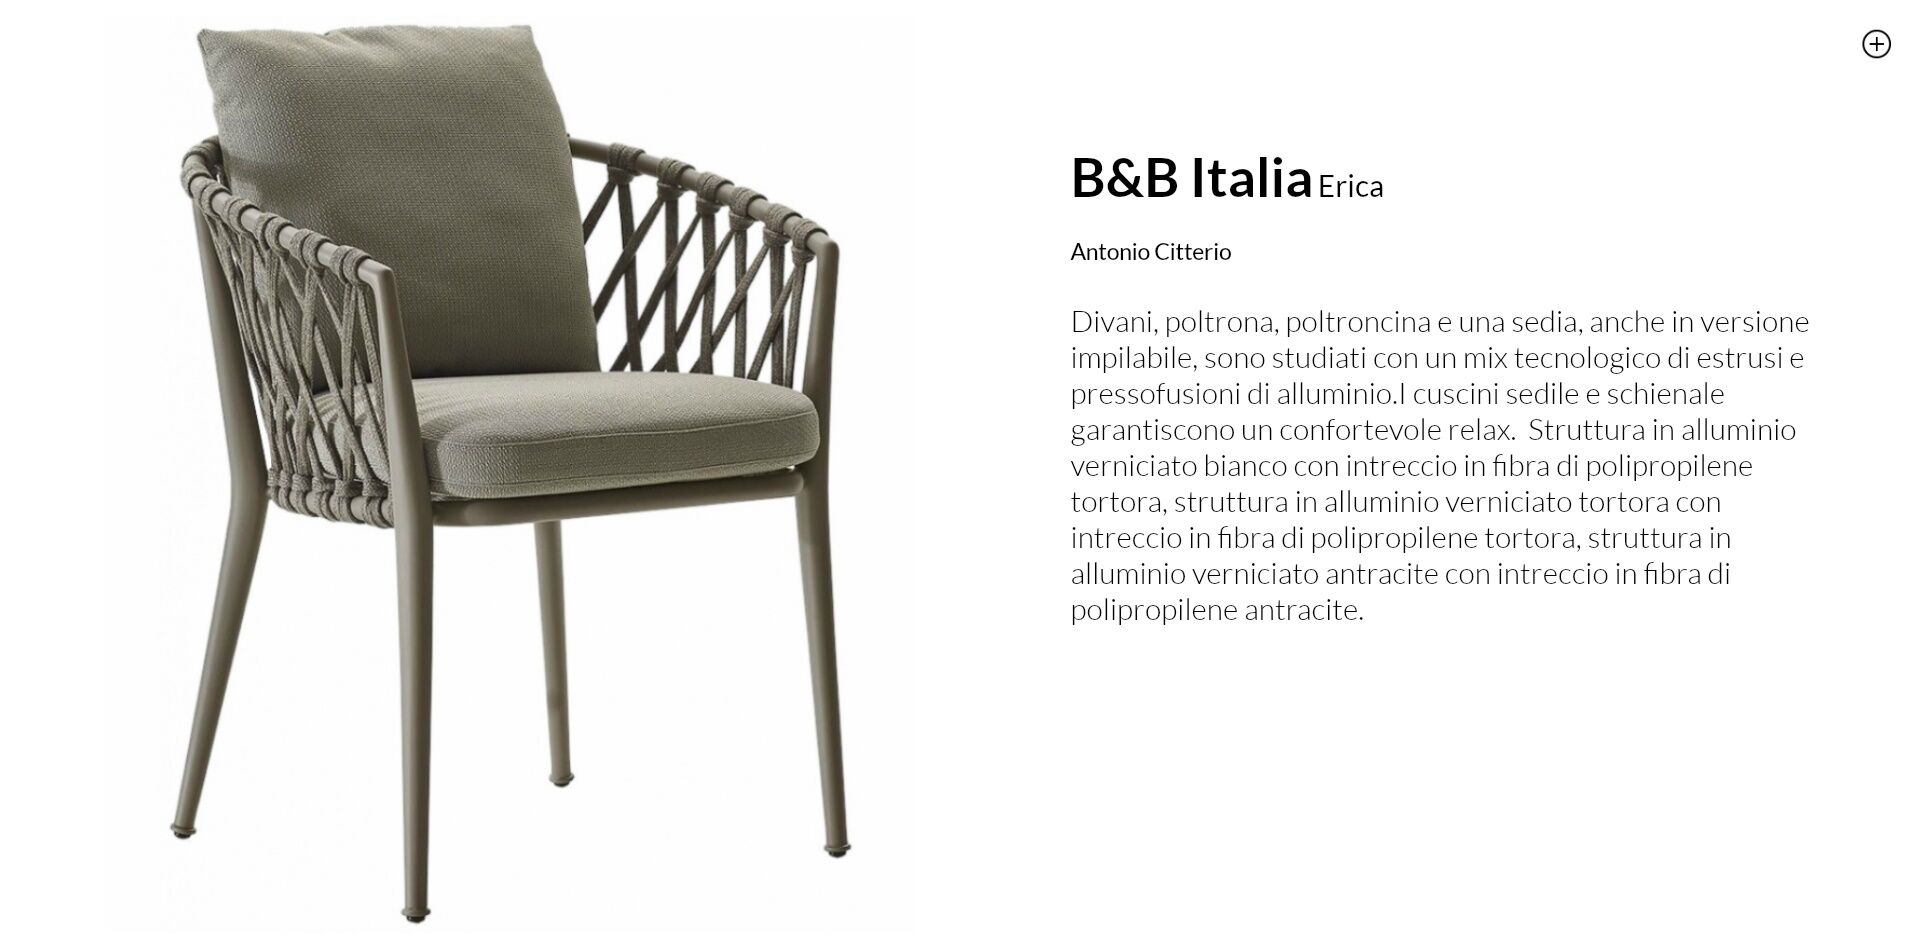 B&B Italia Erica
Antonio Citterio
Divani, poltrona, poltroncina e una sedia, anche in versione
impilabile, sono studiati con un mix tecnologico di estrusi e
pressofusioni di alluminio.I cuscini sedile e schienale
garantiscono un confortevole relax.  Struttura in alluminio
verniciato bianco con intreccio in fibra di polipropilene
tortora, struttura in alluminio verniciato tortora con
intreccio in fibra di polipropilene tortora, struttura in
alluminio verniciato antracite con intreccio in fibra di
polipropilene antracite.